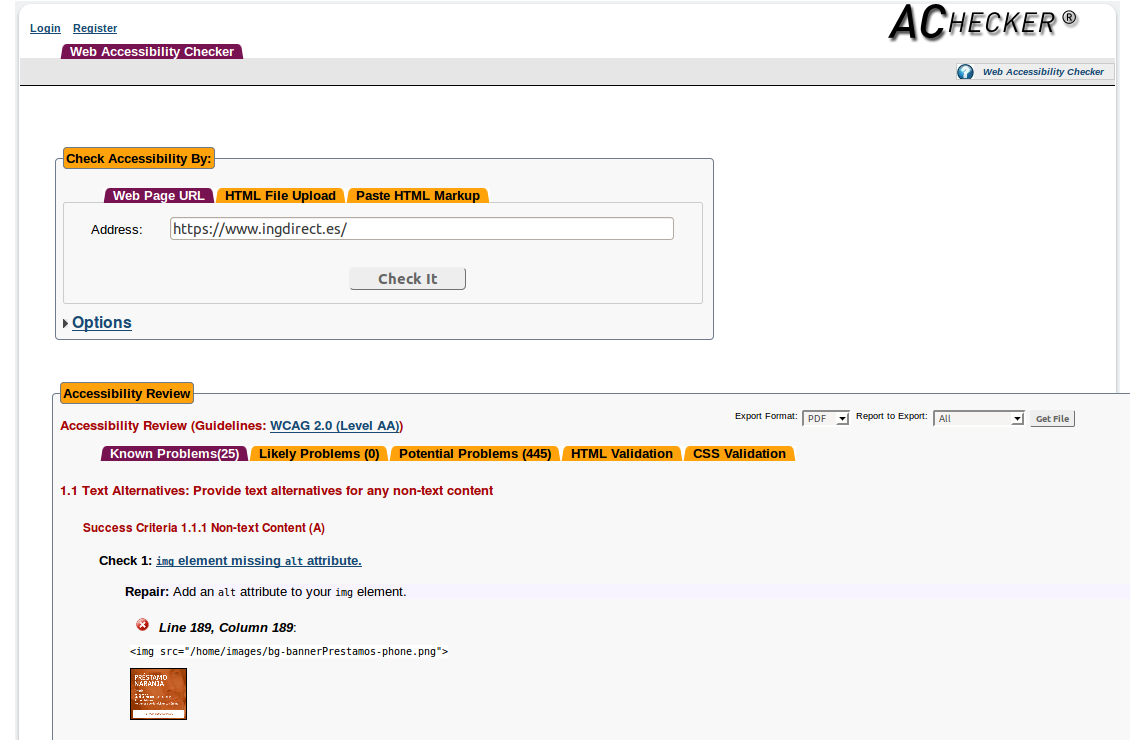 Login Register
ACHECKER ®
Web Accessibility Checker
Web Accessibility Checker
Check Accessibility By:
Web Page URL HTML File Upload Paste HTML Markup
Address: https://www.ingdirect.es/
Check It
Options
Accessibility Review
Export Format: PDF Report to Export: All Get File
Accessibility Review (Guidelines: WCAG 2.0 (Level AA))
Known Problems(25) Likely Problems (0) Potential Problems (445) HTML Validation CSS Validation
1.1 Text Alternatives: Provide text alternatives for any non-text content
Success Criteria 1.1.1 Non-text Content (A)
Check 1: img element missing alt attribute.
Repair: Add an alt attribute to your img element.
Line 189, Column 189:
<img src="/home/images/bg-bannerPrestamos-phone.png">
PRÉSTAMO
NARANJA